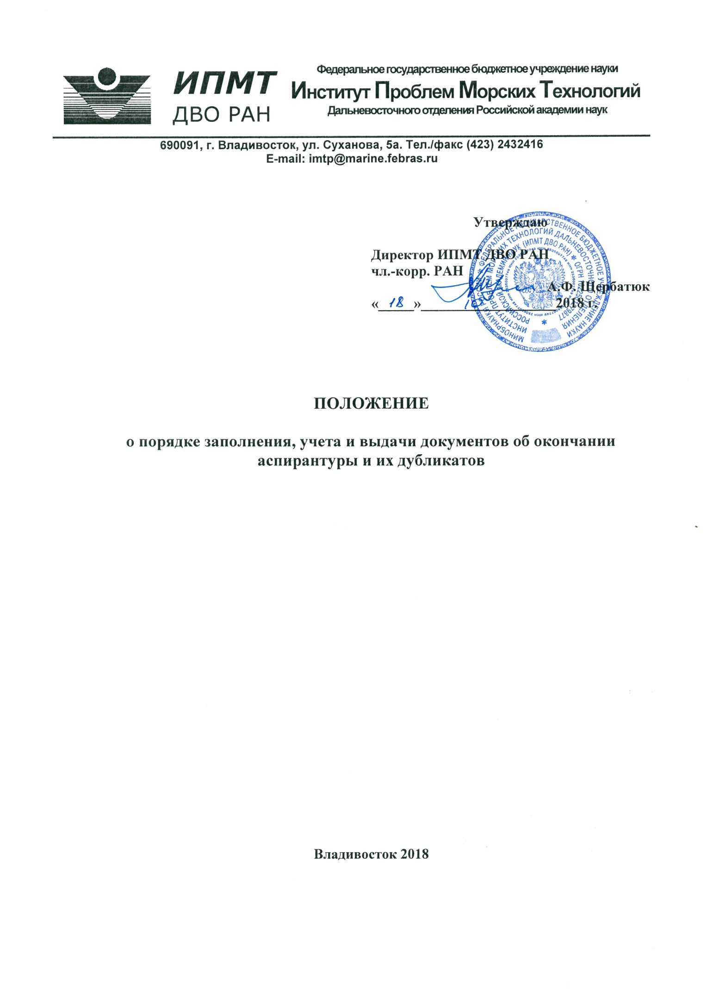 ИПМТ
ДВО РАН
Федеральное государственное бюджетное учреждение науки
Институт Проблем Морских Технологий
Дальневосточного отделения Российской академии наук
690091, г. Владивосток, ул. Суханова, 5а. Тел./факс (423) 2432416
E-mail: imtp@marine.febras.ru
Утверждаю
Директор ИПМТ ДВО РАН
чл.-корр. РАН
А.Ф. Щербатюк
« 18 » 2018 г.
МИНОБРНАУКИ РОССИИ * ФЕДЕРАЛЬНОЕ ГОСУДАРСТВЕННОЕ БЮДЖЕТНОЕ УЧРЕЖДЕНИЕ НАУКИ
ИНСТИТУТ ПРОБЛЕМ МОРСКИХ ТЕХНОЛОГИЙ ДАЛЬНЕВОСТОЧНОГО ОТДЕЛЕНИЯ
РОССИЙСКОЙ АКАДЕМИИ НАУК (ИПМТ ДВО РАН) * ОГРН
ИНН 2536007749 ИНН 2536007749
ПОЛОЖЕНИЕ
о порядке заполнения, учета и выдачи документов об окончании
аспирантуры и их дубликатов
Владивосток 2018